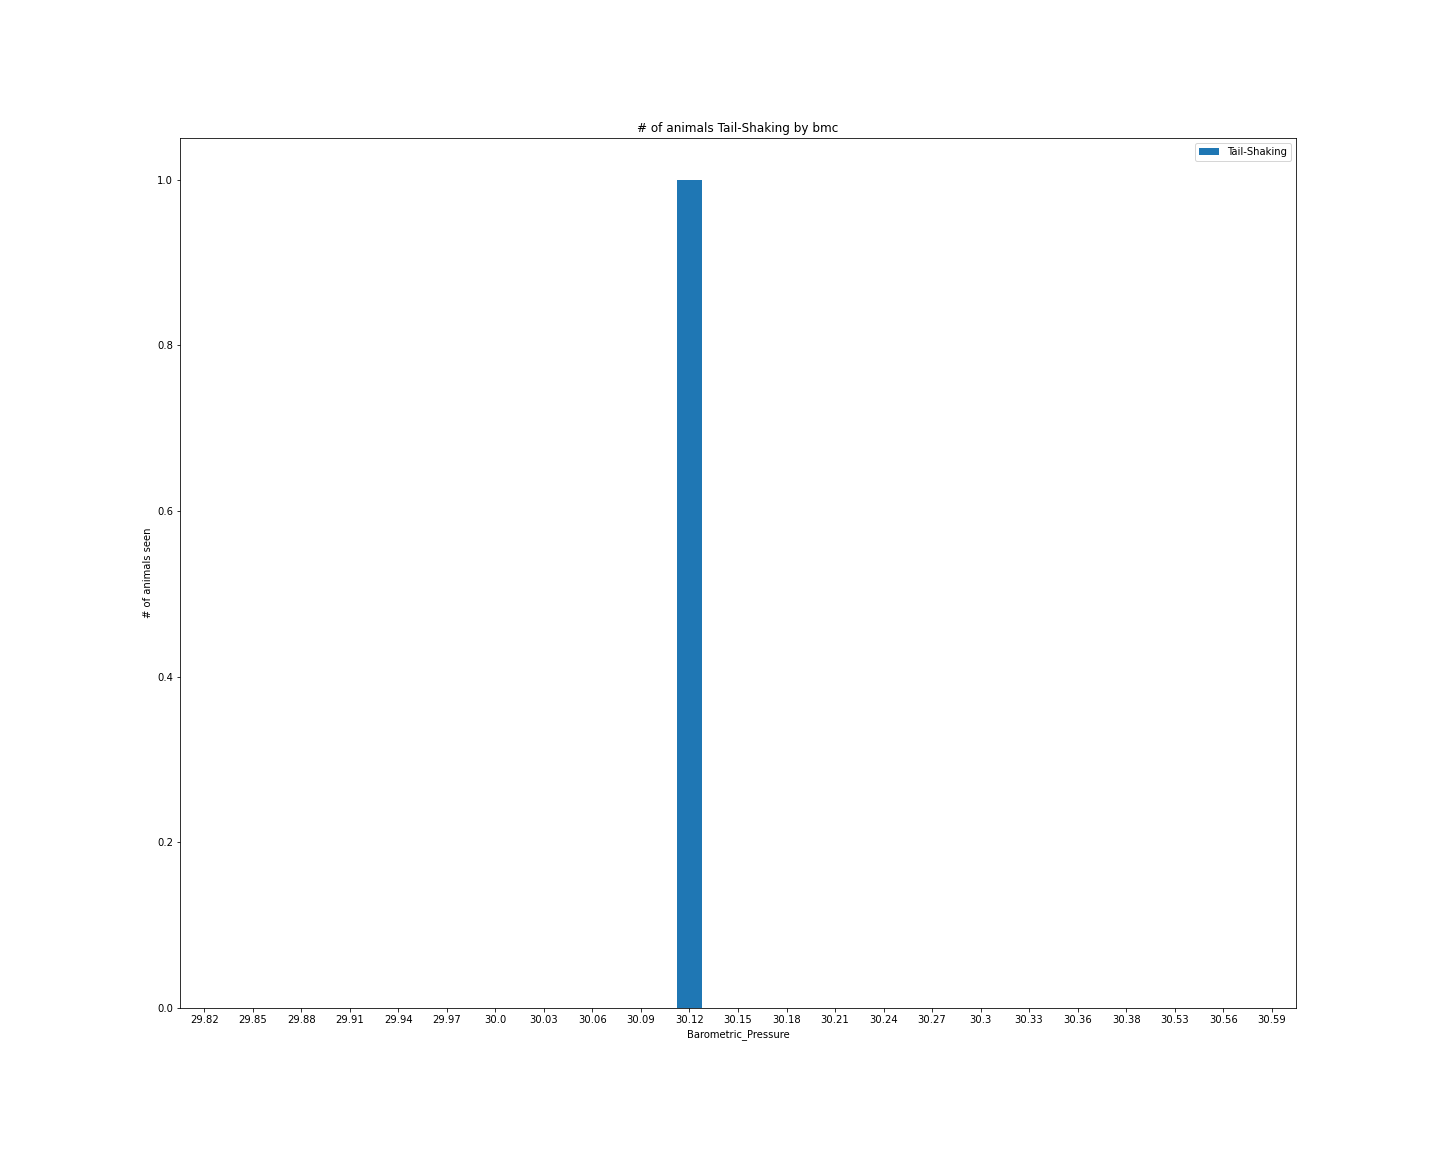 # of animals Tail-Shaking by bmc
Tail-Shaking
1.0
0.8
0.6
0.4
0.2
0.0
# of animals seen
29.82 29.85 29.88 29.91 29.94 29.97 30.0 30.03 30.06 30.09 30.12 30.15 30.18 30.21 30.24 30.27 30.3 30.33 30.36 30.38 30.53 30.56 30.59
Barometric_Pressure